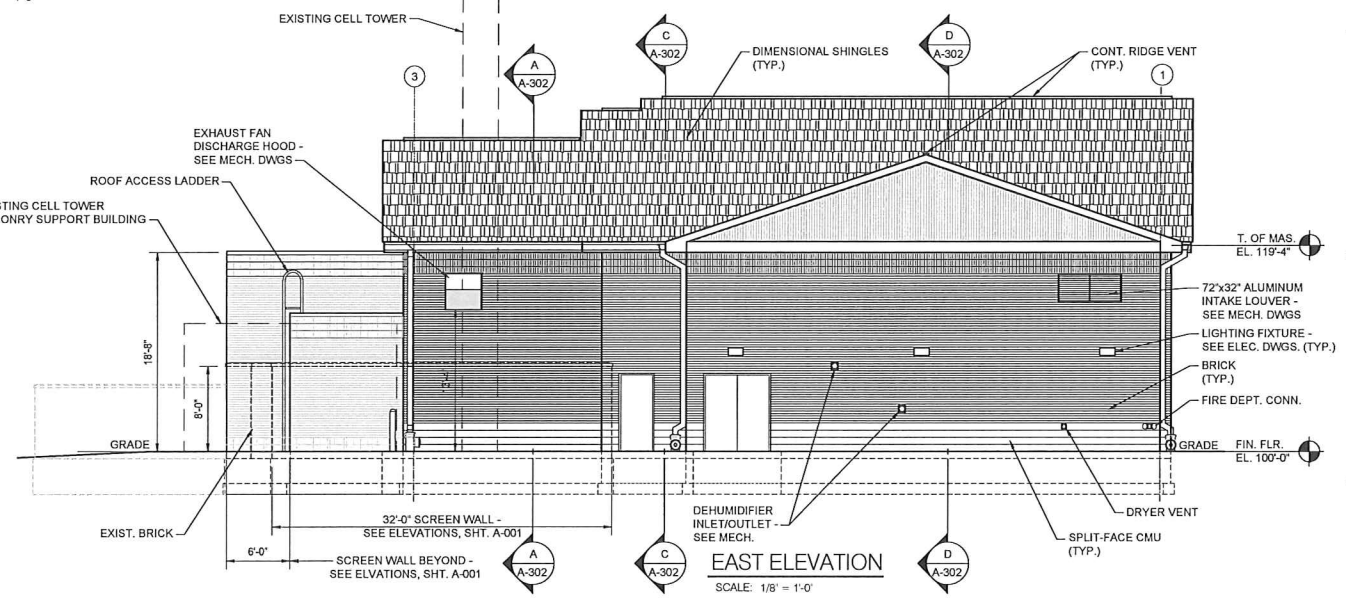 EXISTING CELL TOWER
C
A-302
D
A-302
A
A-302
DIMENSIONAL SHINGLES
(TYP.)
CONT. RIDGE VENT
(TYP.)
3
1
EXHAUST FAN
DISCHARGE HOOD -
SEE MECH. DWGS
ROOF ACCESS LADDER
STING CELL TOWER
ONRY SUPPORT BUILDING
T. OF MAS.
EL. 119'-4"
72"x32" ALUMINUM
INTAKE LOUVER -
SEE MECH. DWGS
LIGHTING FIXTURE -
SEE ELEC. DWGS. (TYP.)
BRICK
(TYP.)
FIRE DEPT. CONN.
18'-8"
8'-0"
GRADE
GRADE
FIN. FLR.
EL. 100'-0"
32'-0" SCREEN WALL -
SEE ELEVATIONS, SHT. A-001
EXIST. BRICK
6'-0"
SCREEN WALL BEYOND -
SEE ELVATIONS, SHT. A-001
DEHUMIDIFIER
INLET/OUTLET -
SEE MECH.
DRYER VENT
SPLIT-FACE CMU
(TYP.)
A
A-302
C
A-302
D
A-302
EAST ELEVATION
SCALE: 1/8' = 1'-0'